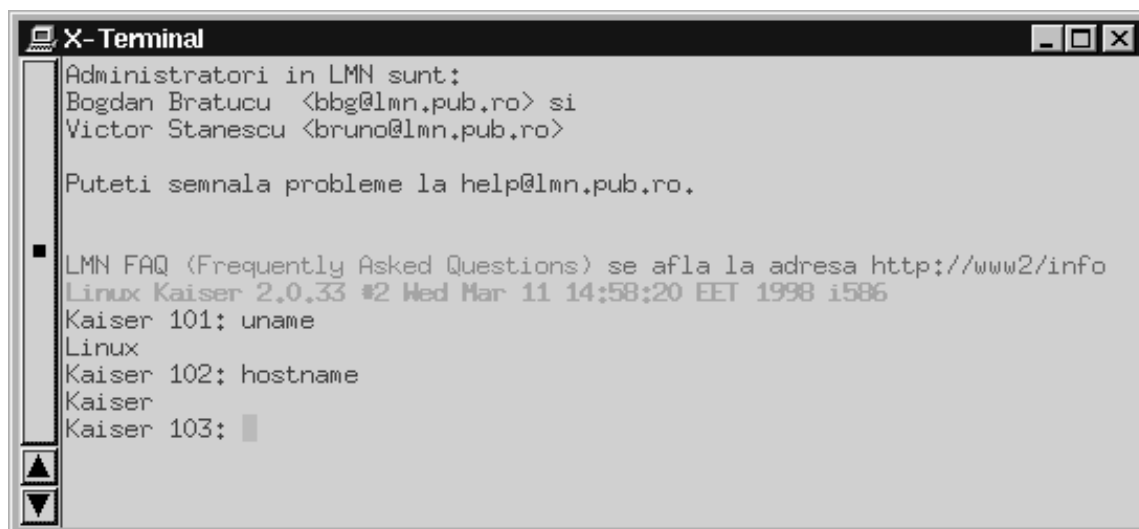 X-Terminal
Administratori in LMN sunt:
Bogdan Bratucu  <bbg@lmn.pub.ro> si
Victor Stanescu <bruno@lmn.pub.ro>
Puteti semnala probleme la help@lmn.pub.ro.
LMN FAQ (Frequently Asked Questions) se afla la adresa http://www2/info
Linux Kaiser 2.0.33 #2 Wed Mar 11 14:58:20 EET 1998 i586
Kaiser 101: uname
Linux
Kaiser 102: hostname
Kaiser
Kaiser 103: